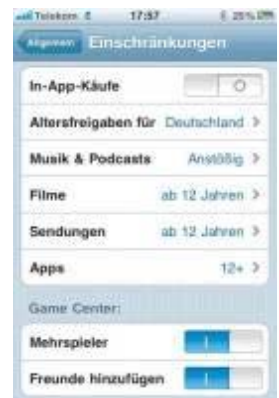 Telekom 17:57 25%
Allgemein Einschränkungen
In-App-Käufe
Altersfreigaben für Deutschland
Musik & Podcasts Anstößig
Filme ab 12 Jahren
Sendungen ab 12 Jahren
Apps 12+
Game Center:
Mehrspieler
Freunde hinzufügen